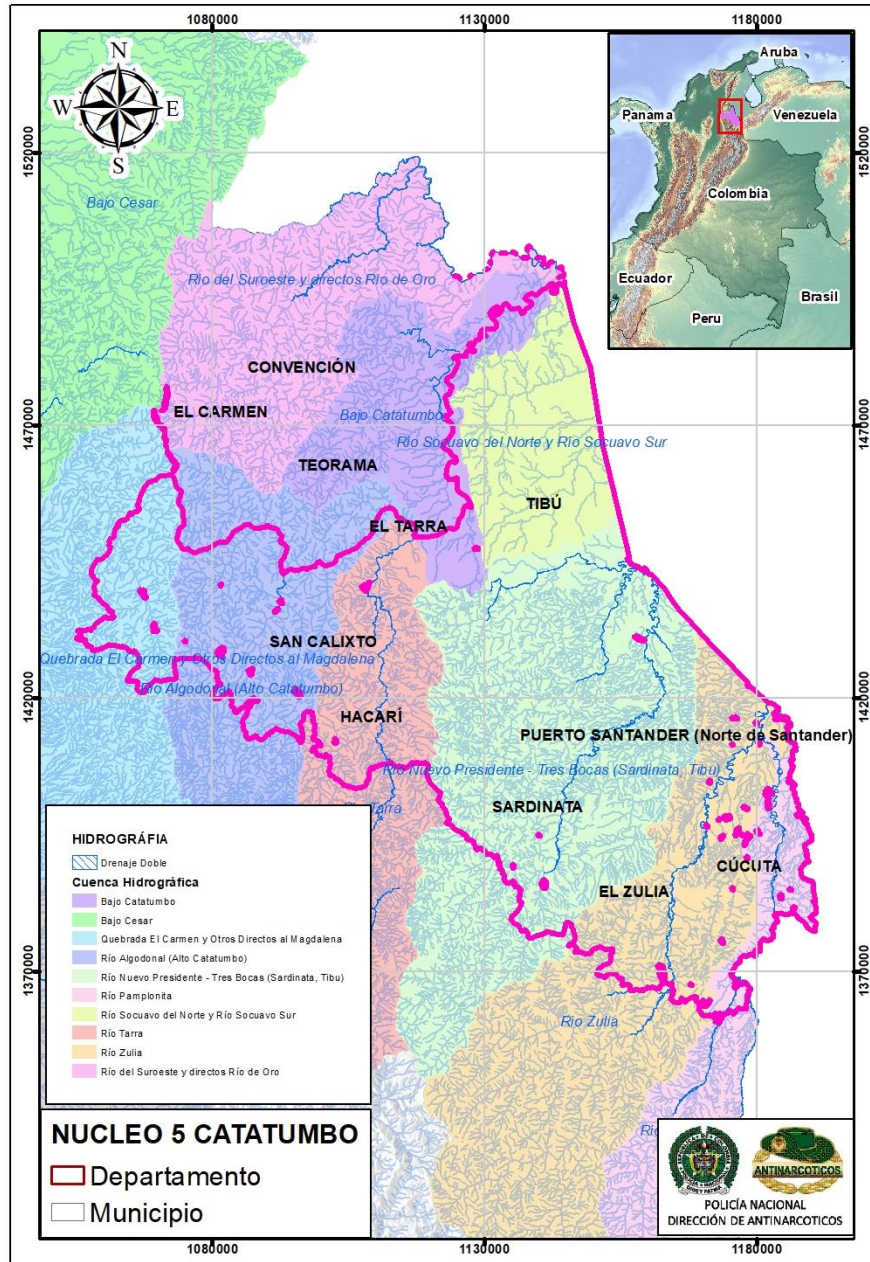 1080000
1130000
1180000
N
W
E
S
1520000
1520000
Aruba
Panama
Venezuela
Colombia
Ecuador
Brasil
Peru
Bajo Cesar
Río del Suroeste y directos Río de Oro
CONVENCIÓN
EL CARMEN
1470000
1470000
Bajo Catatumbo
Río Socuavo del Norte y Río Socuavo Sur
TEORAMA
TIBÚ
EL TARRA
SAN CALIXTO
Quebrada El Carmen y Otros Directos al Magdalena
Río Algodonal (Alto Catatumbo)
1420000
1420000
HACARÍ
PUERTO SANTANDER (Norte de Santander)
Río Nuevo Presidente - Tres Bocas (Sardinata, Tibu)
SARDINATA
Tarra
CÚCUTA
EL ZULIA
1370000
1370000
Río Zulia
HIDROGRÁFIA
Drenaje Doble
Cuenca Hidrográfica
Bajo Catatumbo
Bajo Cesar
Quebrada El Carmen y Otros Directos al Magdalena
Río Algodonal (Alto Catatumbo)
Río Nuevo Presidente - Tres Bocas (Sardinata, Tibu)
Río Pamplonita
Río Socuavo del Norte y Río Socuavo Sur
Río Tarra
Río Zulia
Río del Suroeste y directos Río de Oro
NUCLEO 5 CATATUMBO
Departamento
Municipio
ANTINARCOTICOS
POLICÍA NACIONAL
DIRECCIÓN DE ANTINARCOTICOS
1080000
1130000
1180000